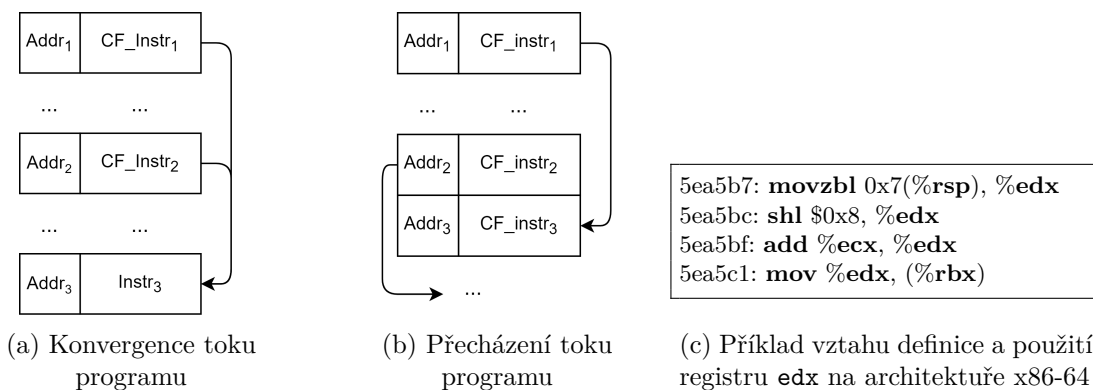 Addr1 CF_Instr1
... ...
Addr2 CF_Instr2
... ...
Addr3 Instr3
(a) Konvergence toku
programu
Addr1 CF_instr1
... ...
Addr2 CF_instr2
Addr3 CF_instr3
...
(b) Přecházení toku
programu
5ea5b7: movzbl 0x7(%rsp), %edx
5ea5bc: shl $0x8, %edx
5ea5bf: add %ecx, %edx
5ea5c1: mov %edx, (%rbx)
(c) Příklad vztahu definice a použití
registru edx na architektuře x86-64